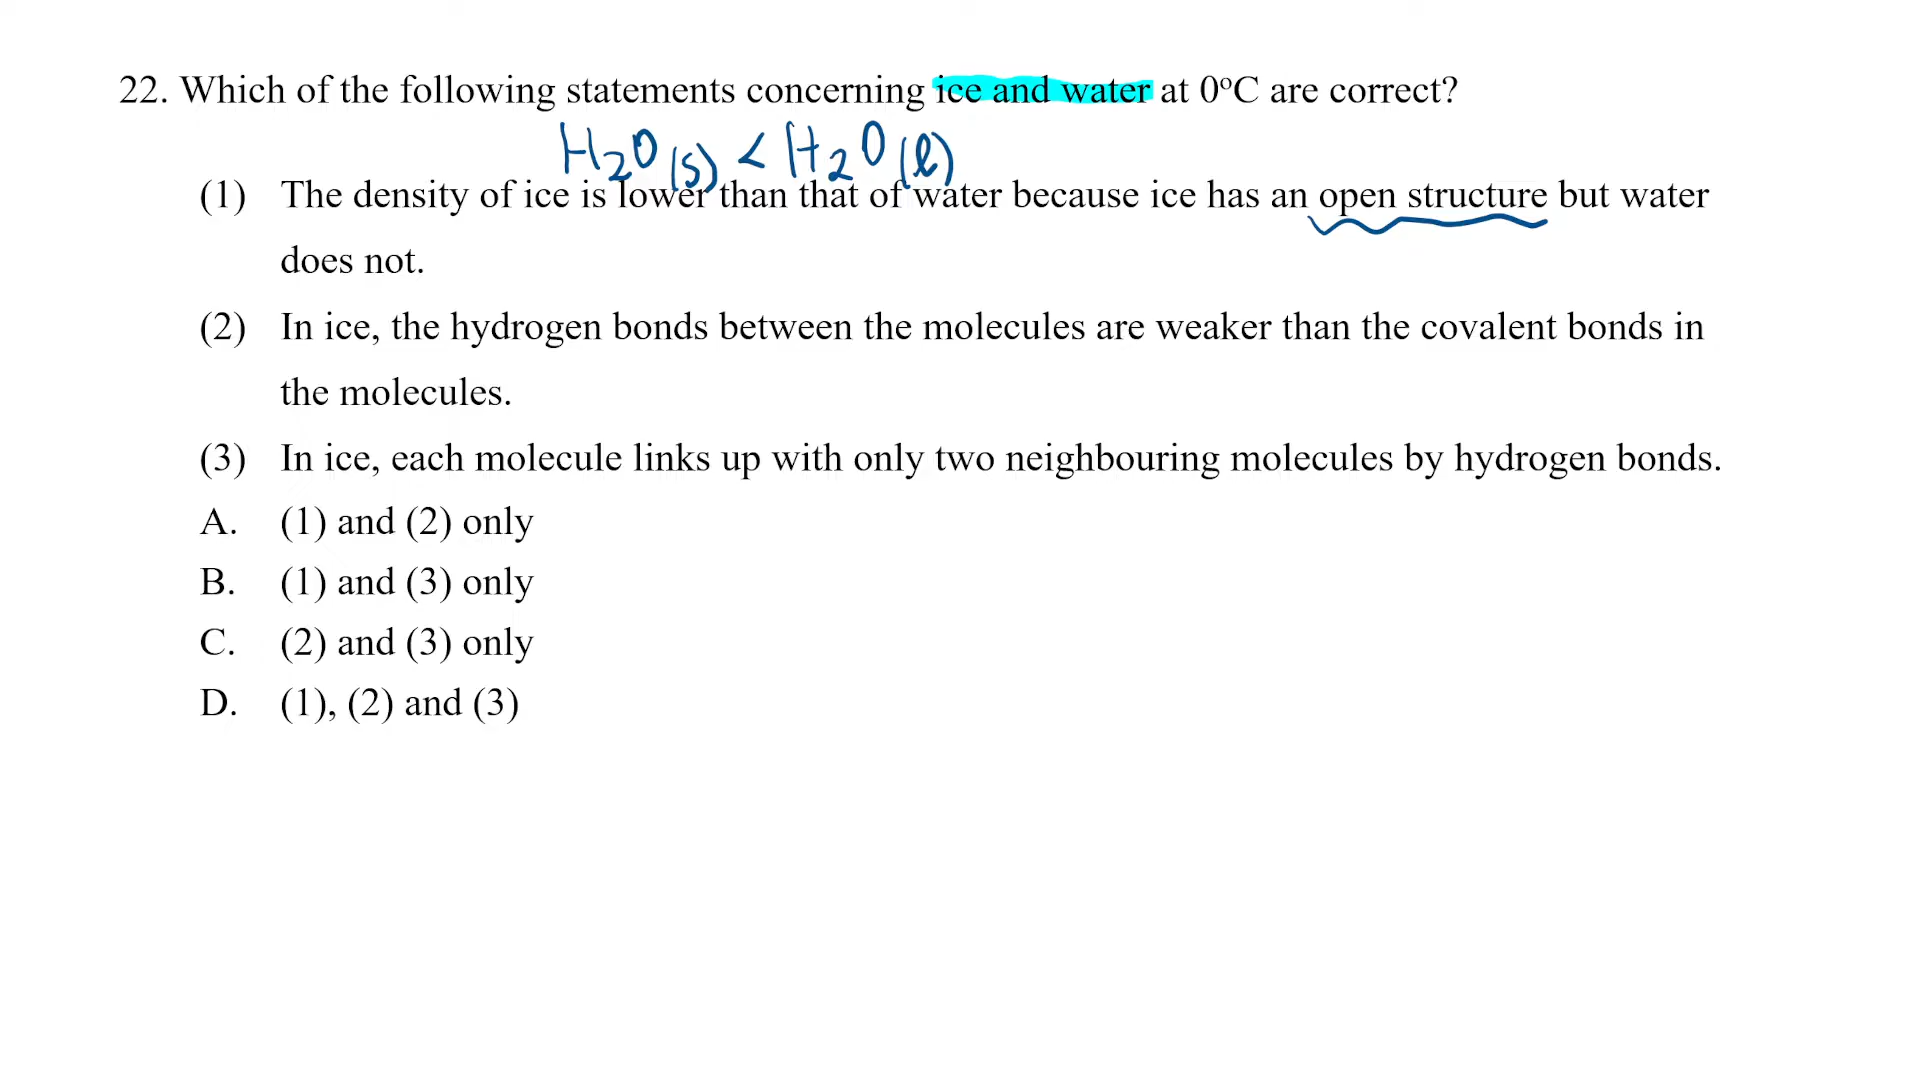 22. Which of the following statements concerning ice and water at 0°C are correct?
H₂O(s) < H₂O(l)
(1) The density of ice is lower than that of water because ice has an open structure but water
does not.
(2) In ice, the hydrogen bonds between the molecules are weaker than the covalent bonds in
the molecules.
(3) In ice, each molecule links up with only two neighbouring molecules by hydrogen bonds.
A. (1) and (2) only
B. (1) and (3) only
C. (2) and (3) only
D. (1), (2) and (3)